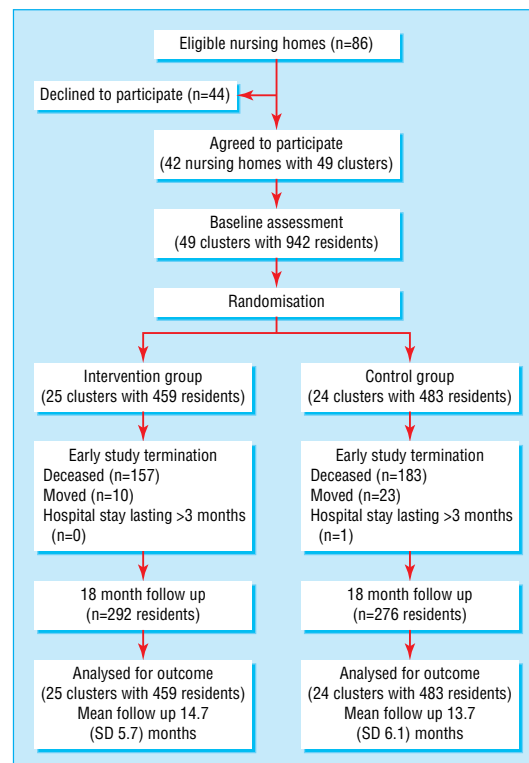 Eligible nursing homes (n=86)
Declined to participate (n=44)
Agreed to participate
(42 nursing homes with 49 clusters)
Baseline assessment
(49 clusters with 942 residents)
Randomisation
Intervention group
(25 clusters with 459 residents)
Control group
(24 clusters with 483 residents)
Early study termination
Deceased (n=157)
Moved (n=10)
Hospital stay lasting >3 months
(n=0)
Early study termination
Deceased (n=183)
Moved (n=23)
Hospital stay lasting >3 months
(n=1)
18 month follow up
(n=292 residents)
18 month follow up
(n=276 residents)
Analysed for outcome
(25 clusters with 459 residents)
Mean follow up 14.7
(SD 5.7) months
Analysed for outcome
(24 clusters with 483 residents)
Mean follow up 13.7
(SD 6.1) months